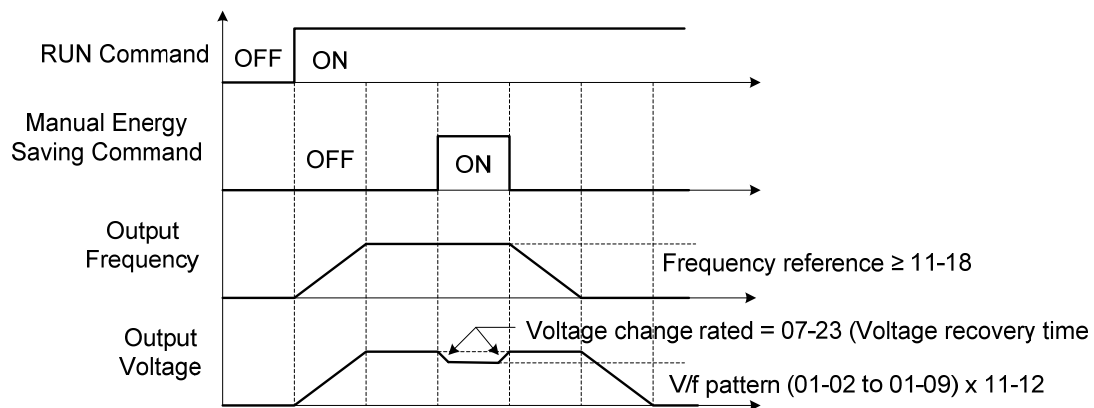 RUN Command
OFF
ON
Manual Energy
Saving Command
OFF
ON
Output
Frequency
Frequency reference ≥ 11-18
Output
Voltage
Voltage change rated = 07-23 (Voltage recovery time
V/f pattern (01-02 to 01-09) x 11-12